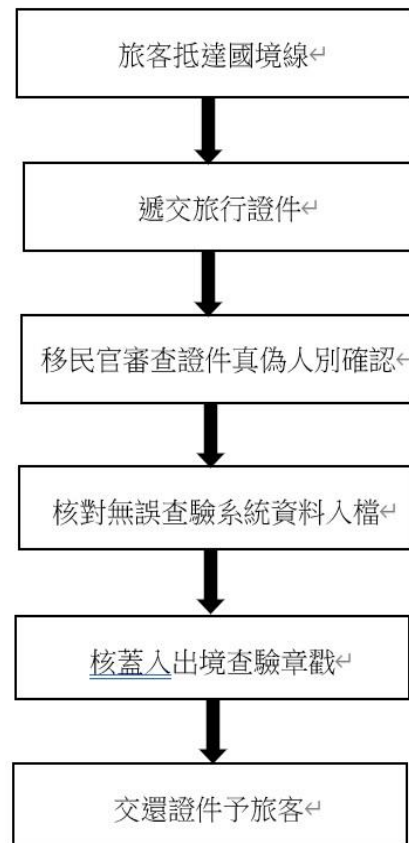 旅客抵達國境線
遞交旅行證件
移民官審查證件真偽人別確認
核對無誤查驗系統資料入檔
核蓋入出境查驗章戳
交還證件予旅客